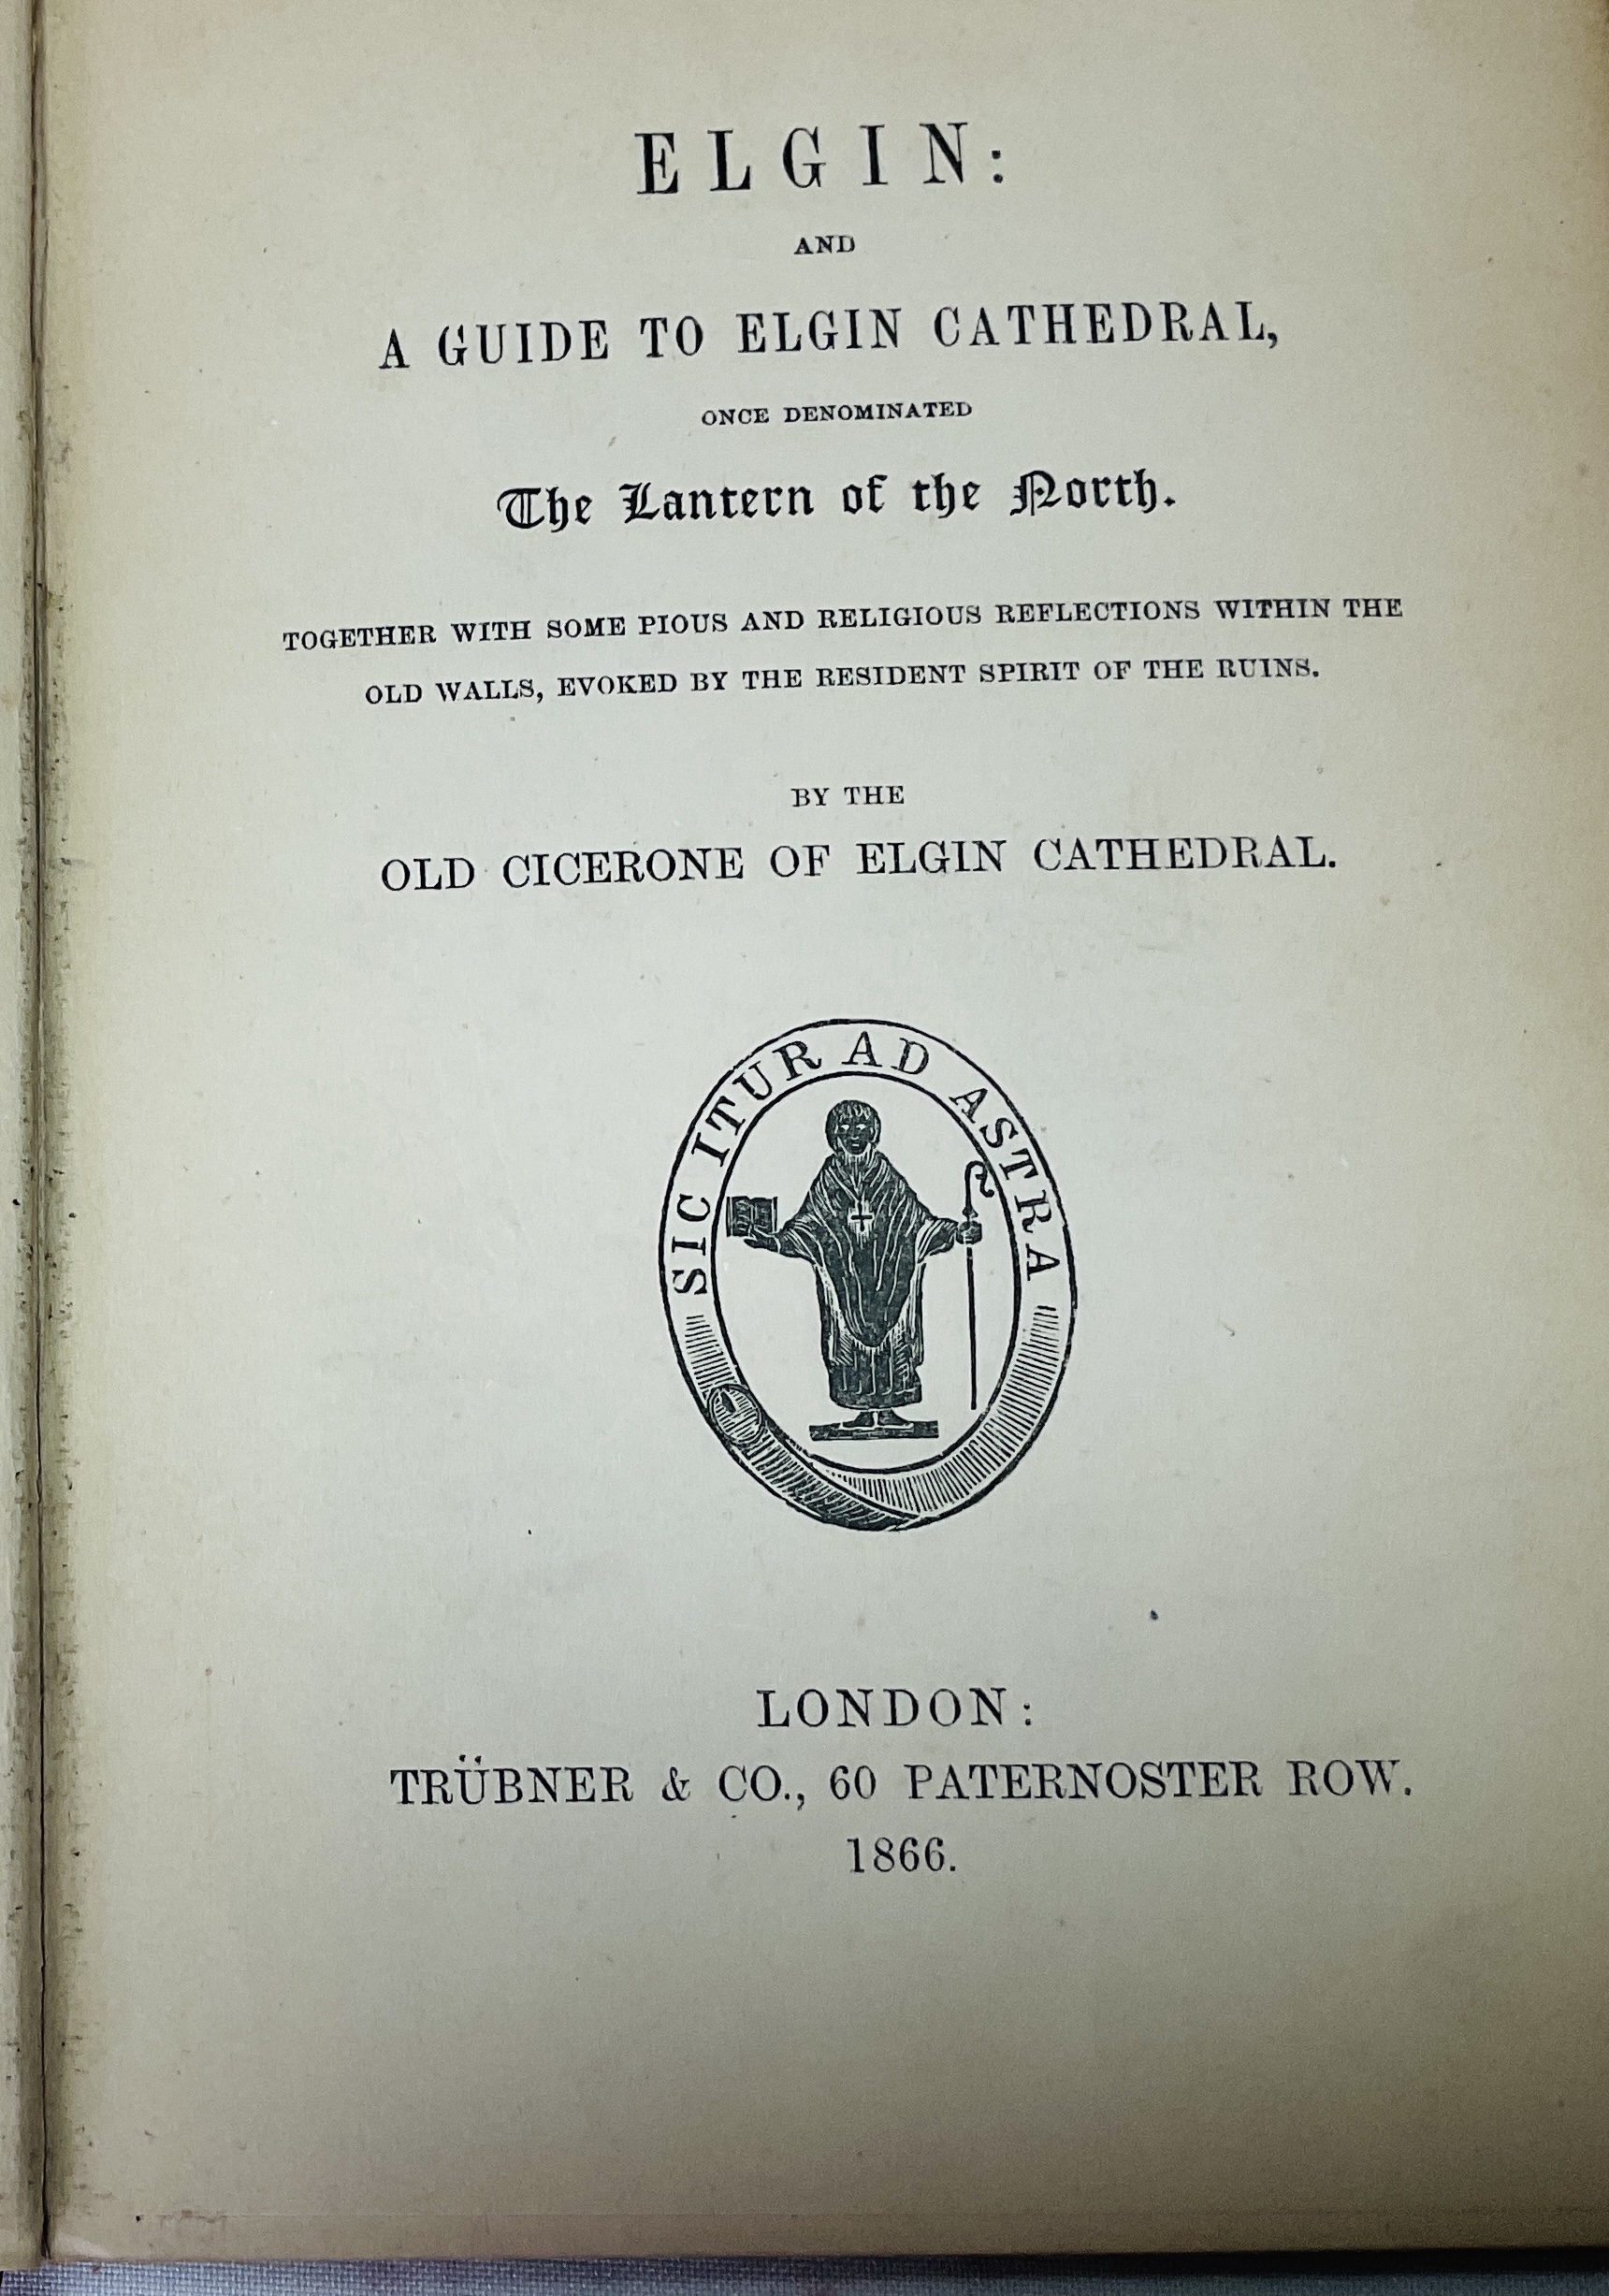 ELGIN:
AND
A GUIDE TO ELGIN CATHEDRAL,
ONCE DENOMINATED
The Lantern of the North.
TOGETHER WITH SOME PIOUS AND RELIGIOUS REFLECTIONS WITHIN THE
OLD WALLS, EVOKED BY THE RESIDENT SPIRIT OF THE RUINS.
BY THE
OLD CICERONE OF ELGIN CATHEDRAL.
SIC ITUR AD ASTRA
LONDON:
TRÜBNER & CO., 60 PATERNOSTER ROW.
1866.